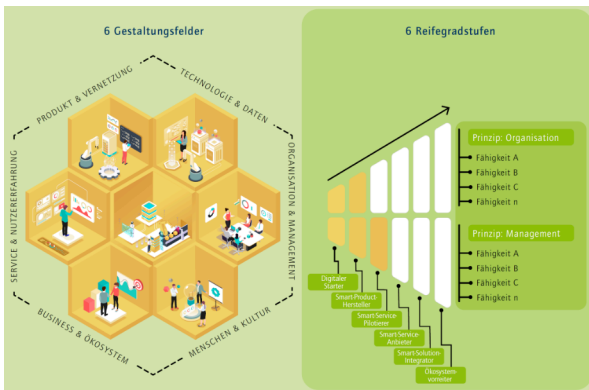 6 Gestaltungsfelder
PRODUKT & VERNETZUNG
TECHNOLOGIE & DATEN
SERVICE & NUTZERERFAHRUNG
ORGANISATION & MANAGEMENT
BUSINESS & ÖKOSYSTEM
MENSCHEN & KULTUR
6 Reifegradstufen
Prinzip: Organisation
Fähigkeit A
Fähigkeit B
Fähigkeit C
Fähigkeit n
Prinzip: Management
Fähigkeit A
Fähigkeit B
Fähigkeit C
Fähigkeit n
Digitaler
Starter
Smart-Product-
Hersteller
Smart-Service-
Pilotierer
Smart-Service-
Anbieter
Smart-Solution-
Integrator
Ökosystem-
vorreiter